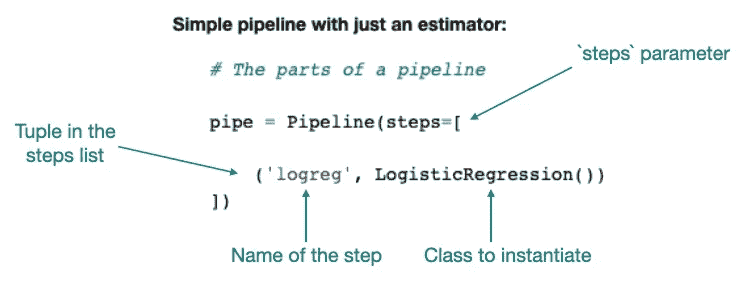 Simple pipeline with just an estimator:
# The parts of a pipeline
`steps` parameter
pipe = Pipeline(steps=[
Tuple in the
steps list
('logreg', LogisticRegression())
])
Name of the step
Class to instantiate